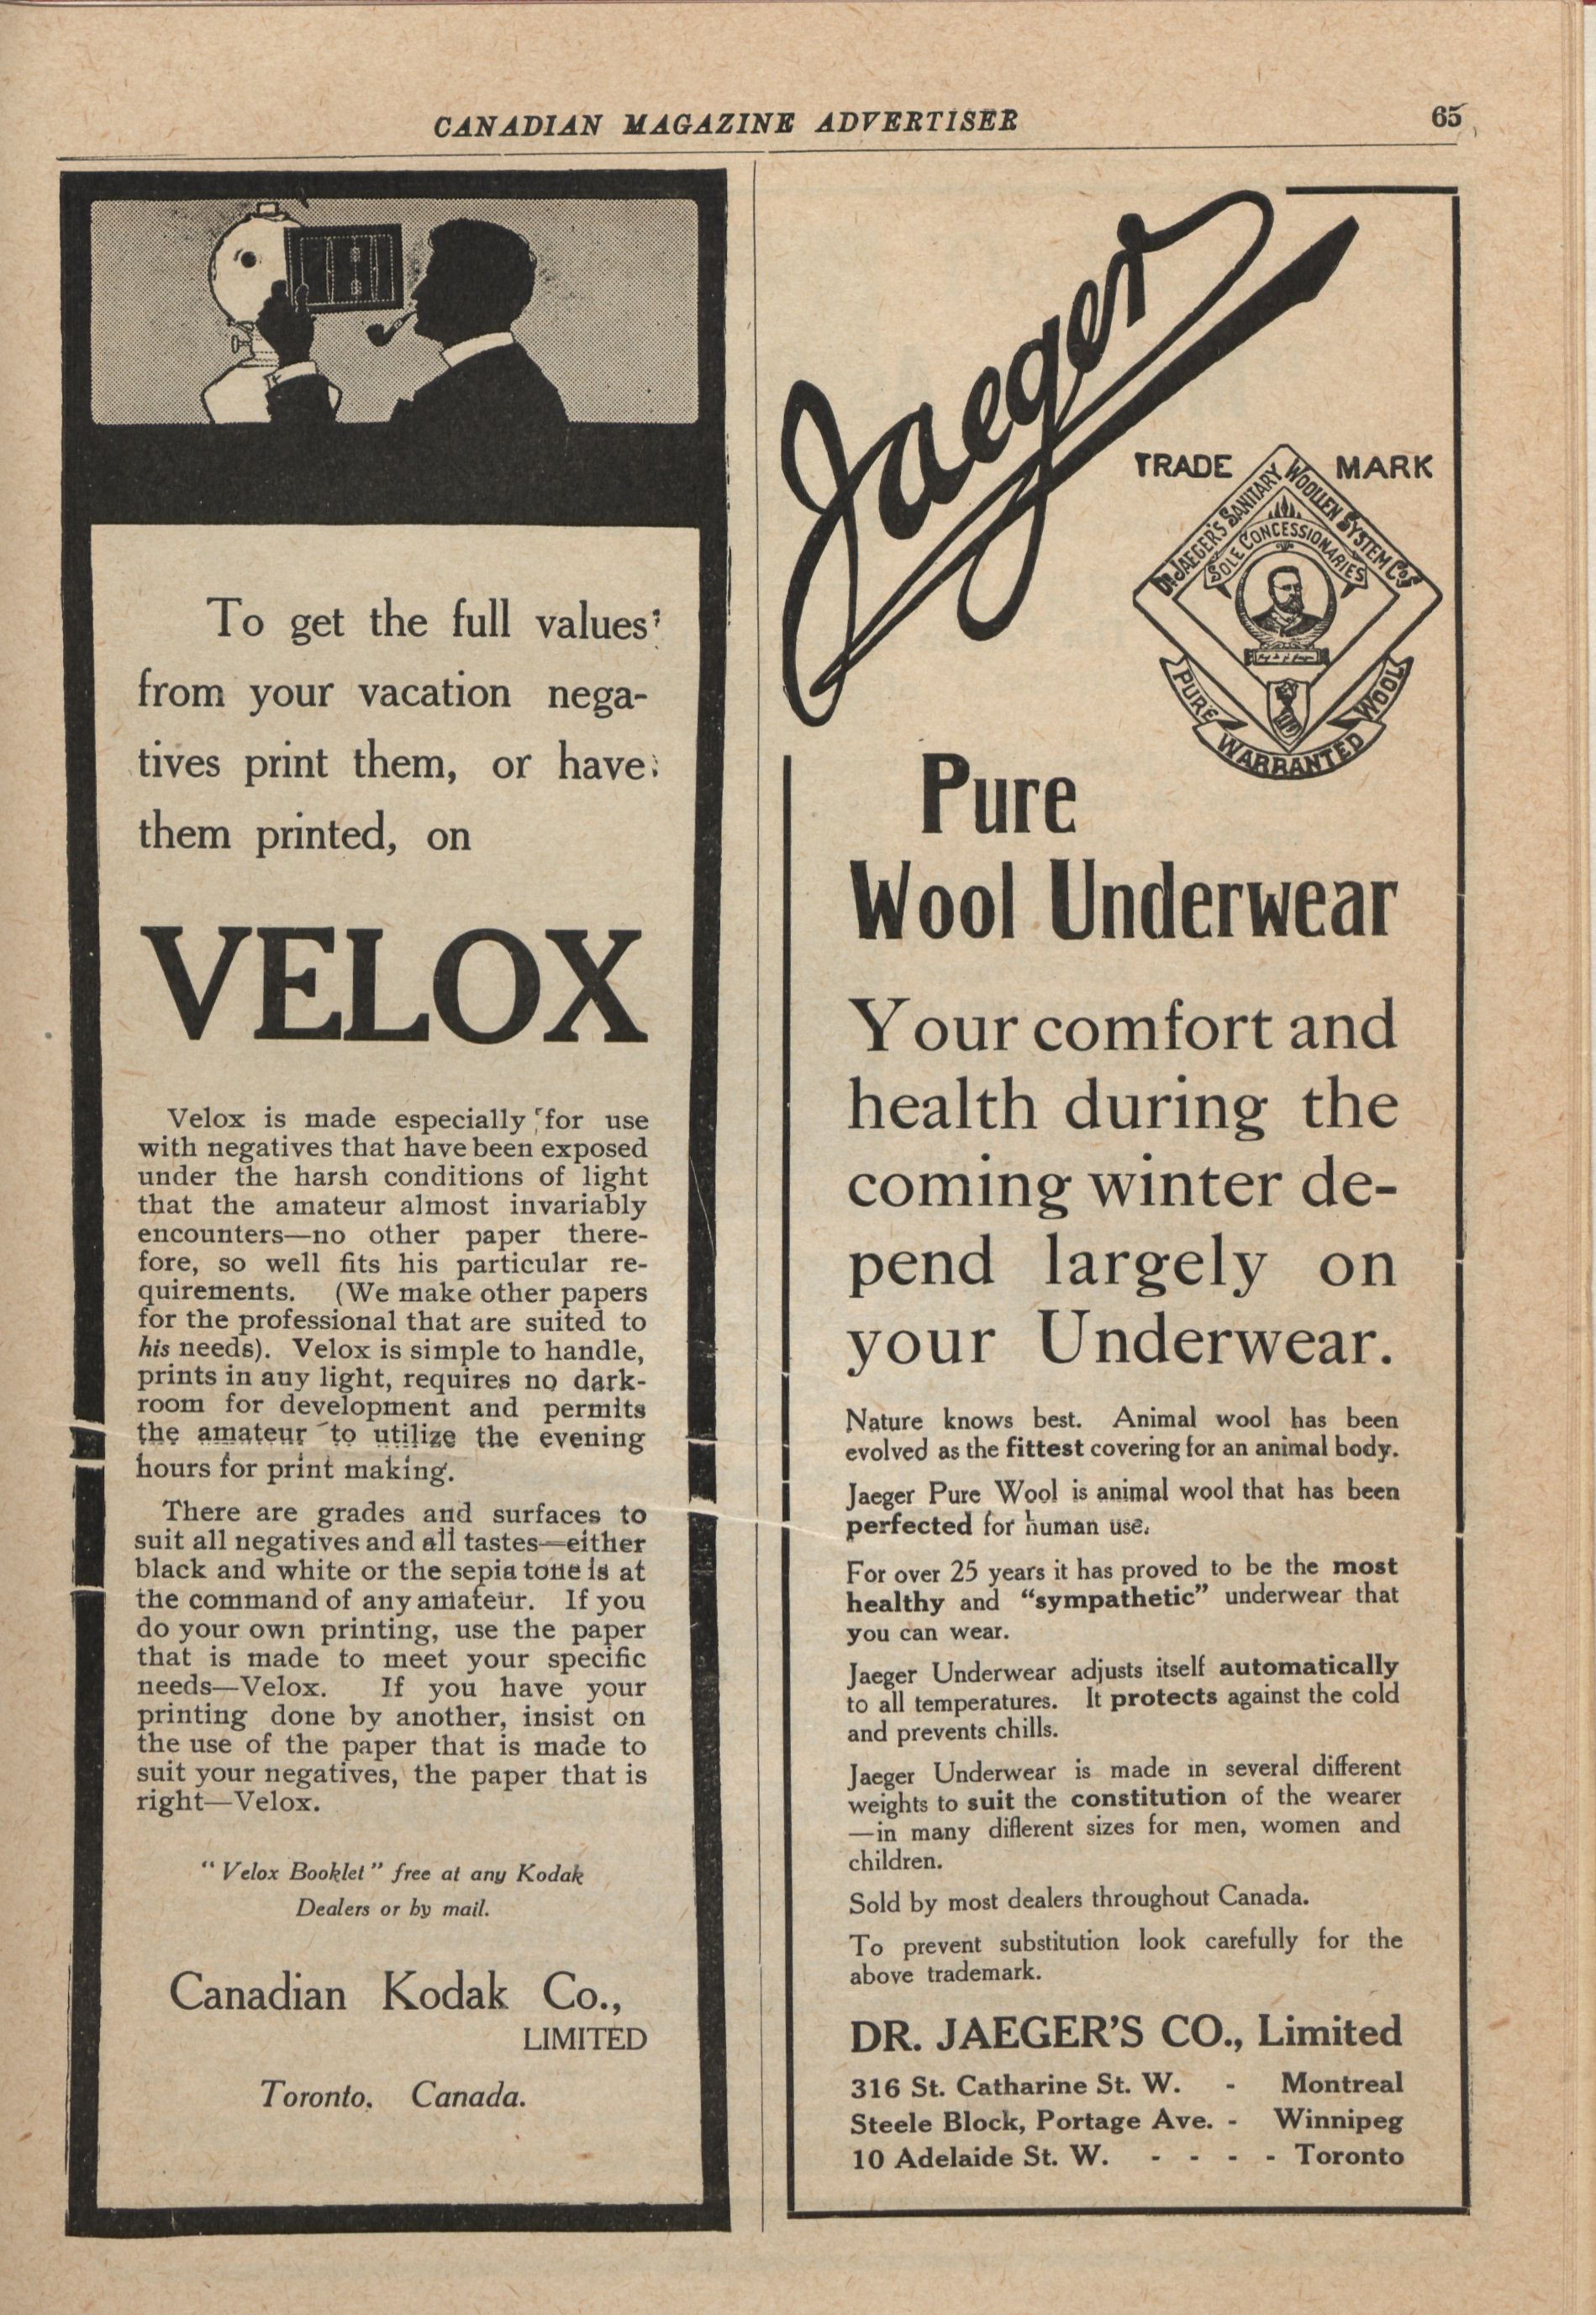 CANADIAN MAGAZINE ADVERTISER
65
To get the full values
from your vacation nega-
tives print them, or have
them printed, on
VELOX
Velox is made especially for use
with negatives that have been exposed
under the harsh conditions of light
that the amateur almost invariably
encounters—no other paper there-
fore, so well fits his particular re-
quirements. (We make other papers
for the professional that are suited to
his needs). Velox is simple to handle,
prints in any light, requires no dark-
room for development and permits
the amateur to utilize the evening
hours for print making.
There are grades and surfaces to
suit all negatives and all tastes—either
black and white or the sepia tone is at
the command of any amateur. If you
do your own printing, use the paper
that is made to meet your specific
needs—Velox. If you have your
printing done by another, insist on
the use of the paper that is made to
suit your negatives, the paper that is
right—Velox.
"Velox Booklet" free at any Kodak
Dealers or by mail.
Canadian Kodak Co.,
LIMITED
Toronto, Canada.
Jaeger
TRADE MARK
DR. JAEGER'S SANITARY WOOLLEN SYSTEM Co's
SOLE CONCESSIONARIES
PURE WARRANTED WOOL
Pure
Wool Underwear
Your comfort and
health during the
coming winter de-
pend largely on
your Underwear.
Nature knows best. Animal wool has been
evolved as the fittest covering for an animal body.
Jaeger Pure Wool is animal wool that has been
perfected for human use.
For over 25 years it has proved to be the most
healthy and "sympathetic" underwear that
you can wear.
Jaeger Underwear adjusts itself automatically
to all temperatures. It protects against the cold
and prevents chills.
Jaeger Underwear is made in several different
weights to suit the constitution of the wearer
—in many different sizes for men, women and
children.
Sold by most dealers throughout Canada.
To prevent substitution look carefully for the
above trademark.
DR. JAEGER'S CO., Limited
316 St. Catharine St. W. - Montreal
Steele Block, Portage Ave. - Winnipeg
10 Adelaide St. W. - - - - Toronto